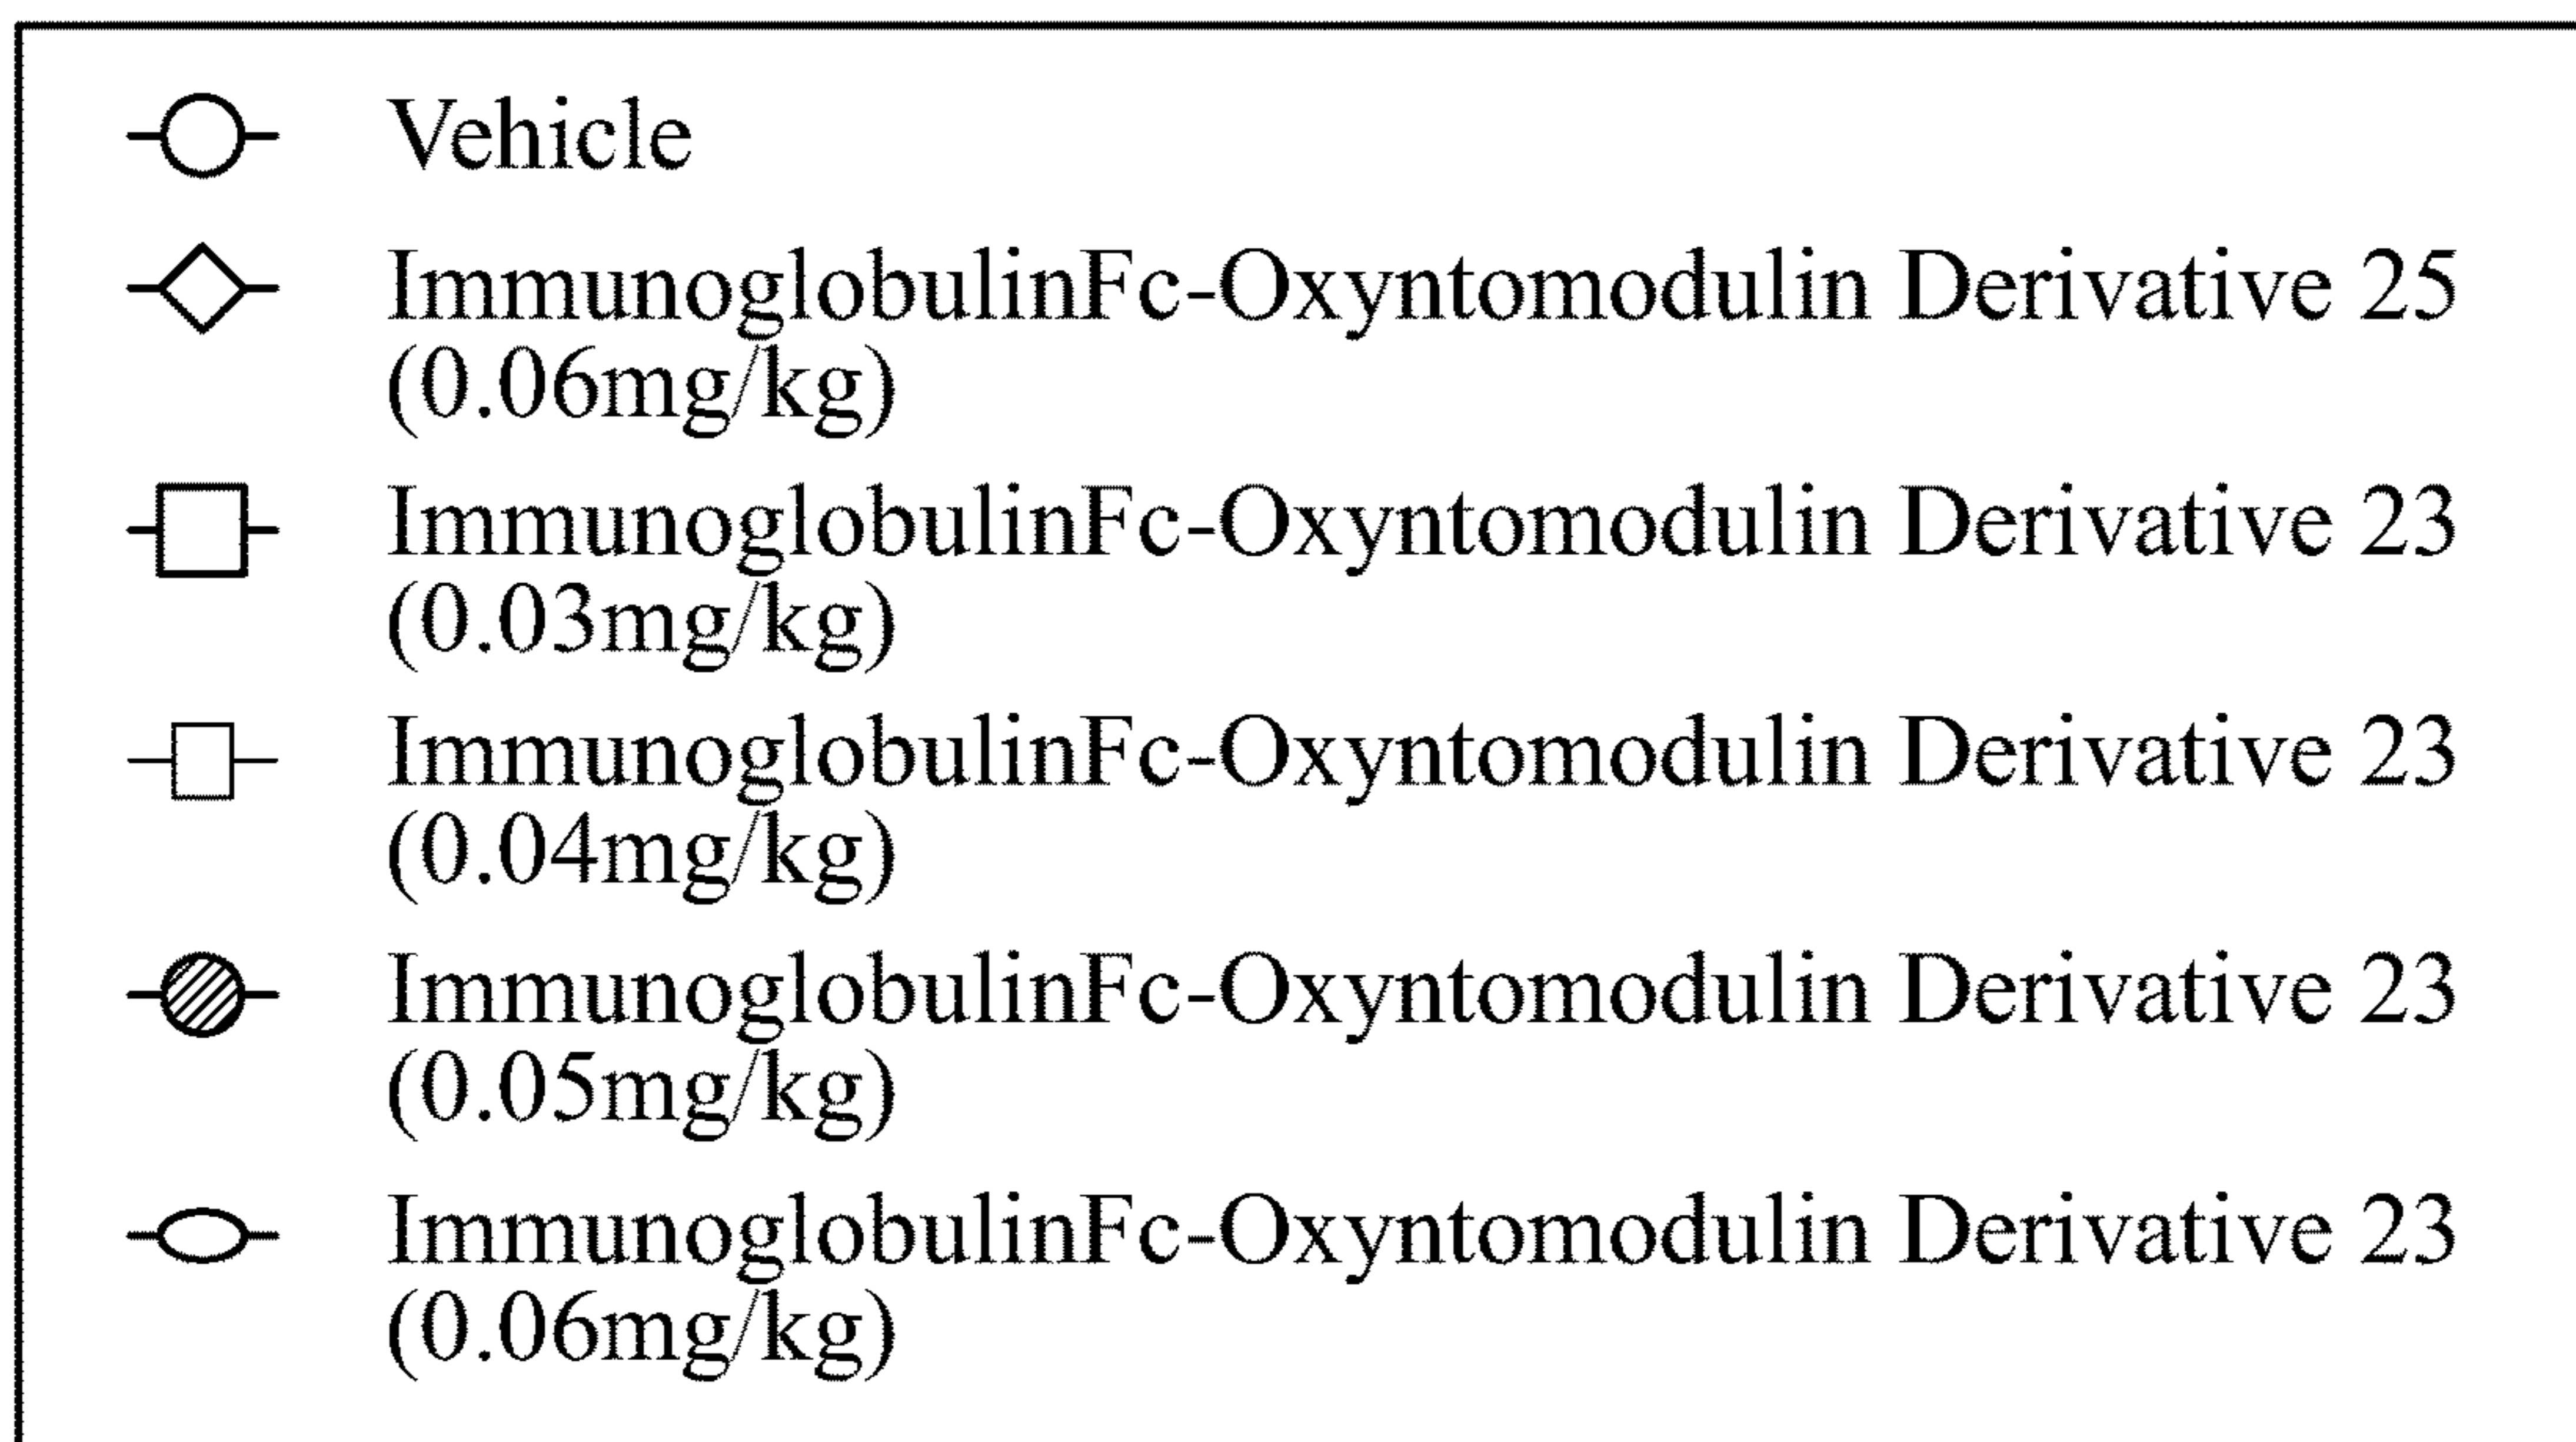 Vehicle
ImmunoglobulinFc-Oxyntomodulin Derivative 25
(0.06mg/kg)
ImmunoglobulinFc-Oxyntomodulin Derivative 23
(0.03mg/kg)
ImmunoglobulinFc-Oxyntomodulin Derivative 23
(0.04mg/kg)
ImmunoglobulinFc-Oxyntomodulin Derivative 23
(0.05mg/kg)
ImmunoglobulinFc-Oxyntomodulin Derivative 23
(0.06mg/kg)